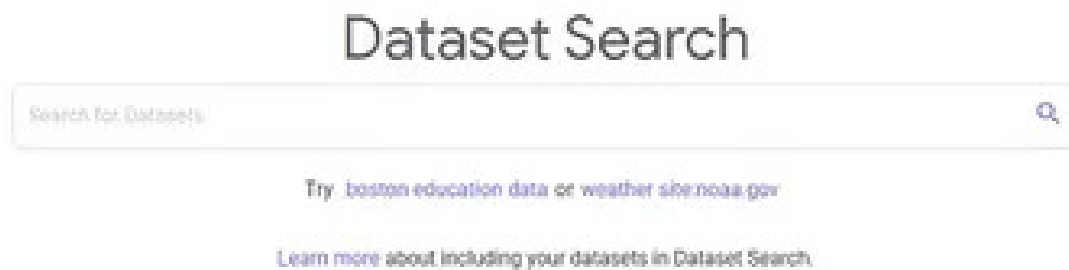 Dataset Search
Search for Datasets
Try boston education data or weather site:noaa.gov
Learn more about including your datasets in Dataset Search.